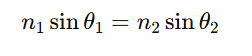 n₁ sin θ₁ = n₂ sin θ₂